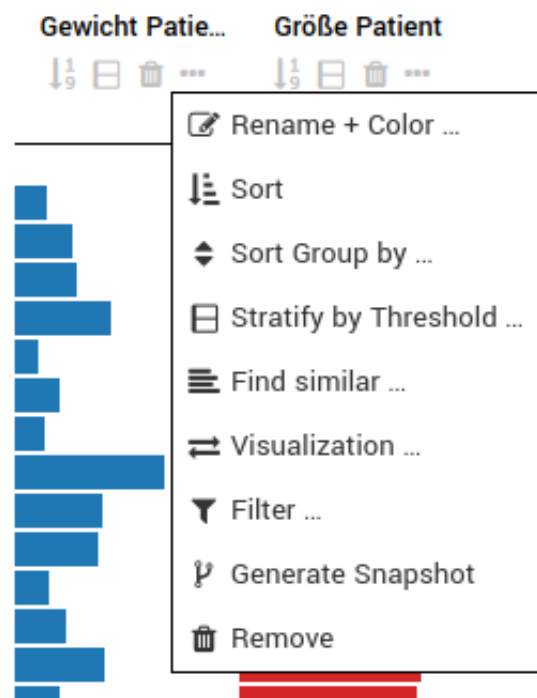 Gewicht Patie... Größe Patient
Rename + Color ...
Sort
Sort Group by ...
Stratify by Threshold ...
Find similar ...
Visualization ...
Filter ...
Generate Snapshot
Remove